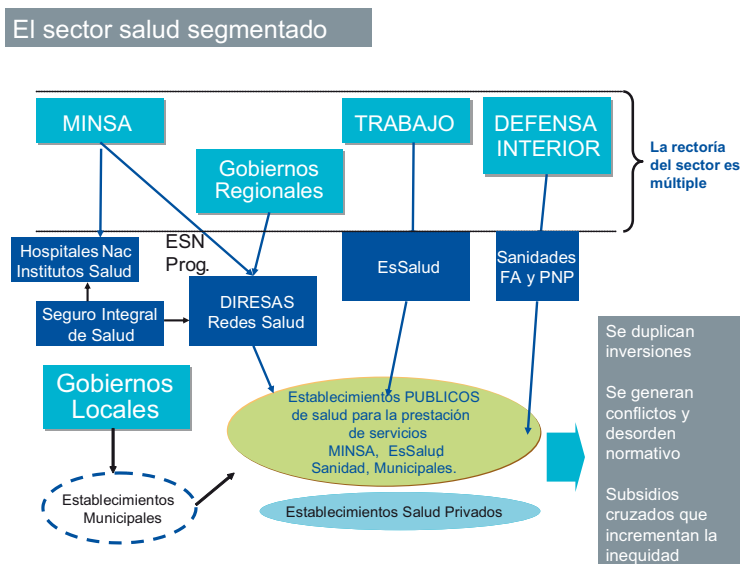 El sector salud segmentado
MINSA
TRABAJO
DEFENSA
INTERIOR
La rectoría
del sector es
múltiple
Gobiernos
Regionales
Hospitales Nac
Institutos Salud
ESN
Prog.
EsSalud
Sanidades
FA y PNP
Seguro Integral
de Salud
DIRESAS
Redes Salud
Gobiernos
Locales
Establecimientos PUBLICOS
de salud para la prestación
de servicios
MINSA, EsSalud
Sanidad, Municipales.
Establecimientos
Municipales
Establecimientos Salud Privados
Se duplican
inversiones
Se generan
conflictos y
desorden
normativo
Subsidios
cruzados que
incrementan la
inequidad